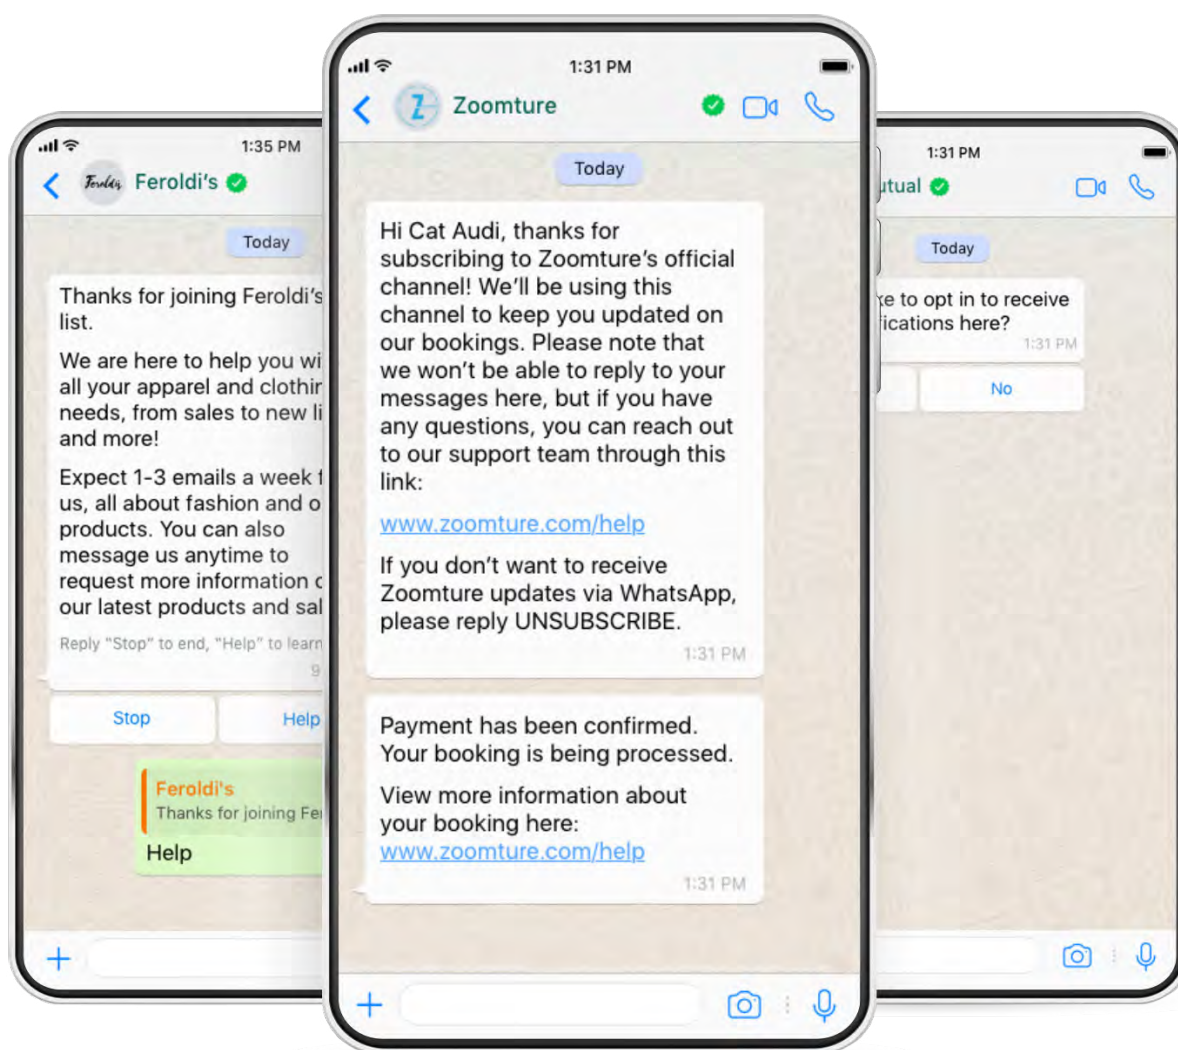 1:35 PM
Feroldi's
Feroldi's
Today
Thanks for joining Feroldi's
list.
We are here to help you
all your apparel and
needs, from sales to new
and more!
Expect 1-3 emails a week
us, all about fashion and
products. You can also
message us anytime to
request more information
our latest products and
Reply "Stop" to end, "Help" to learn
9
Stop
Help
Feroldi's
Thanks for joining
Help
1:31 PM
Z
Zoomture
Today
Hi Cat Audi, thanks for
subscribing to Zoomture’s official
channel! We’ll be using this
channel to keep you updated on
our bookings. Please note that
we won’t be able to reply to your
messages here, but if you have
any questions, you can reach out
to our support team through this
link:
www.zoomture.com/help
If you don’t want to receive
Zoomture updates via WhatsApp,
please reply UNSUBSCRIBE.
1:31 PM
Payment has been confirmed.
Your booking is being processed.
View more information about
your booking here:
www.zoomture.com/help
1:31 PM
1:31 PM
utual
Today
ke to opt in to receive
ifications here?
1:31 PM
No